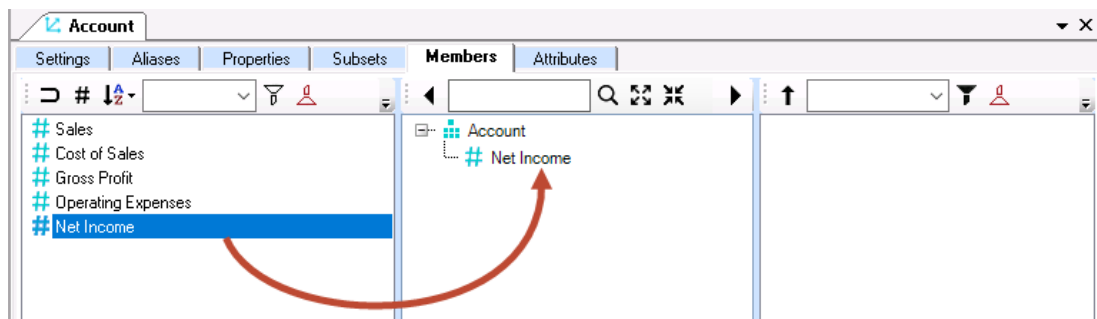 Account
Settings Aliases Properties Subsets Members Attributes
# Sales
# Cost of Sales
# Gross Profit
# Operating Expenses
# Net Income
Account
# Net Income